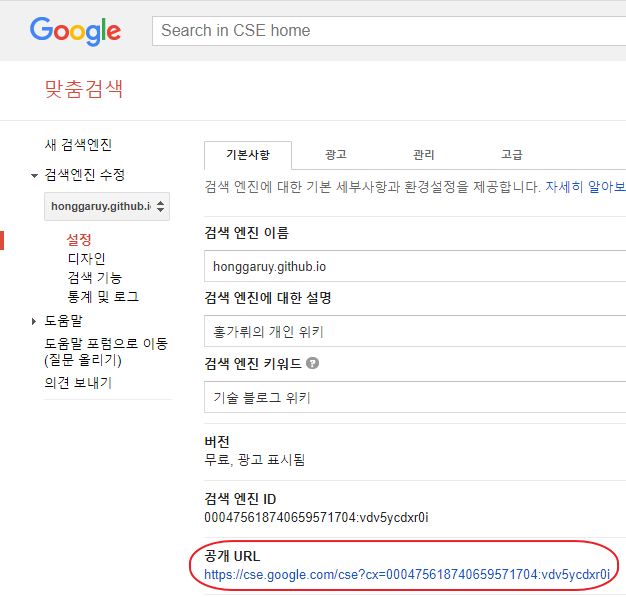 Google
Search in CSE home
맞춤검색
새 검색엔진
검색엔진 수정
honggaruy.github.i
설정
디자인
검색 기능
통계 및 로그
도움말
도움말 포럼으로 이동
(질문 올리기)
의견 보내기
기본사항 광고 관리 고급
검색 엔진에 대한 기본 세부사항과 환경설정을 제공합니다. 자세히 알아보
검색 엔진 이름
honggaruy.github.io
검색 엔진에 대한 설명
홍가뤼의 개인 위키
검색 엔진 키워드 ?
기술 블로그 위키
버전
무료, 광고 표시됨
검색 엔진 ID
000475618740659571704:vdv5ycdxr0i
공개 URL
https://cse.google.com/cse?cx=000475618740659571704:vdv5ycdxr0i